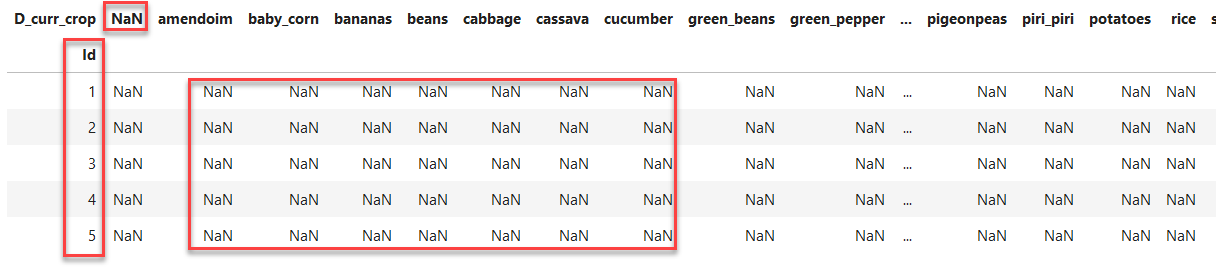 D_curr_crop NaN amendoim baby_corn bananas beans cabbage cassava cucumber green_beans green_pepper ... pigeonpeas piri_piri potatoes rice s
Id
1 NaN NaN NaN NaN NaN NaN NaN NaN NaN NaN ... NaN NaN NaN NaN
2 NaN NaN NaN NaN NaN NaN NaN NaN NaN NaN ... NaN NaN NaN NaN
3 NaN NaN NaN NaN NaN NaN NaN NaN NaN NaN ... NaN NaN NaN NaN
4 NaN NaN NaN NaN NaN NaN NaN NaN NaN NaN ... NaN NaN NaN NaN
5 NaN NaN NaN NaN NaN NaN NaN NaN NaN NaN ... NaN NaN NaN NaN